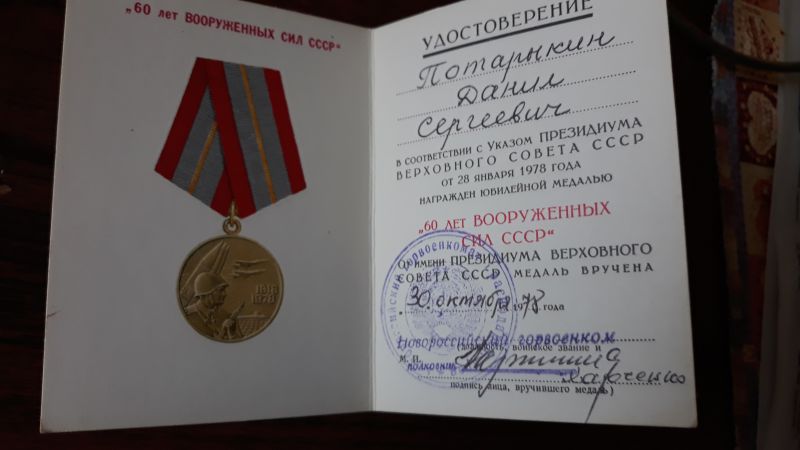 „60 лет ВООРУЖЕННЫХ СИЛ СССР“
1918
1978
УДОСТОВЕРЕНИЕ
Потарыкин
Данил
Сергеевич
в соответствии с Указом ПРЕЗИДИУМА
ВЕРХОВНОГО СОВЕТА СССР
от 28 января 1978 года
награжден юбилейной медалью
„60 лет ВООРУЖЕННЫХ
СИЛ СССР“
От имени ПРЕЗИДИУМА ВЕРХОВНОГО
СОВЕТА СССР медаль вручена
30 октября 1978 года
Новороссийский горвоенком
(должность, воинское звание и
М. П. полковник
Харченко
подпись лица, вручившего медаль)